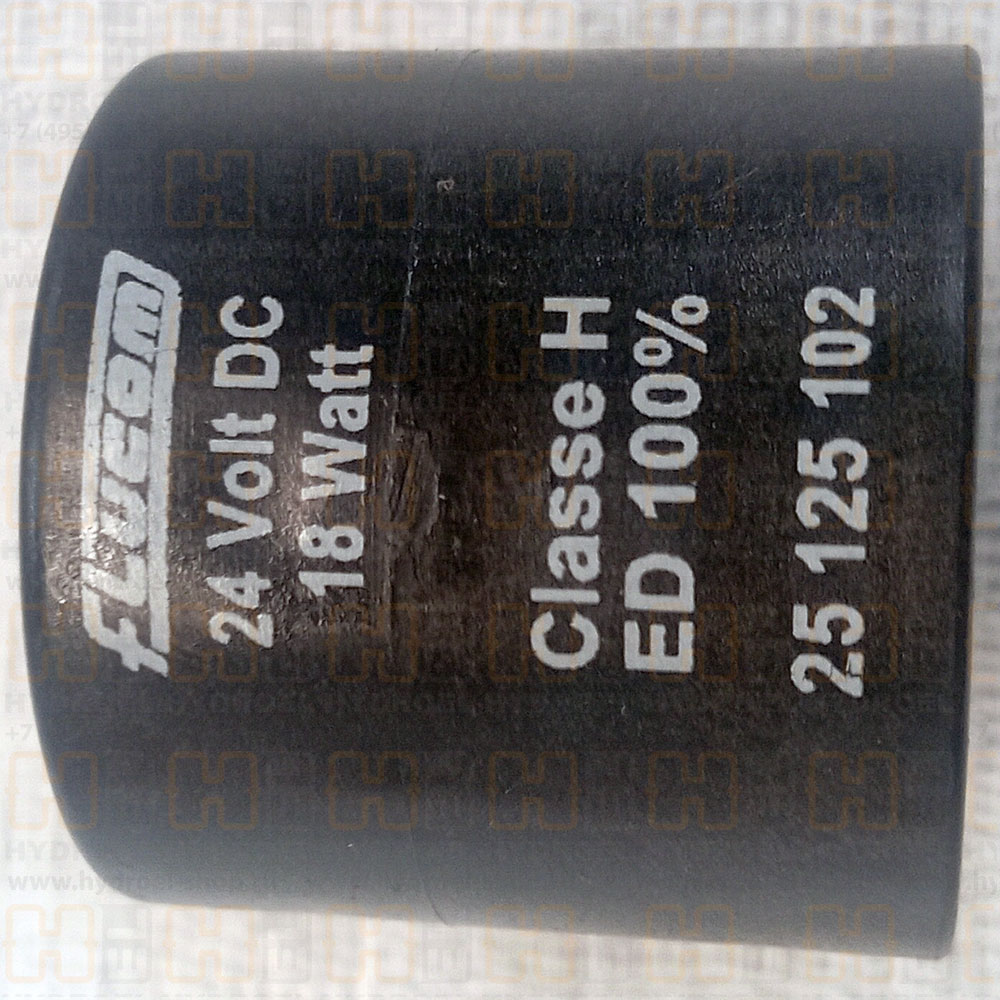 flucom
24 Volt DC
18 Watt
Classe H
ED 100%
25 125 102